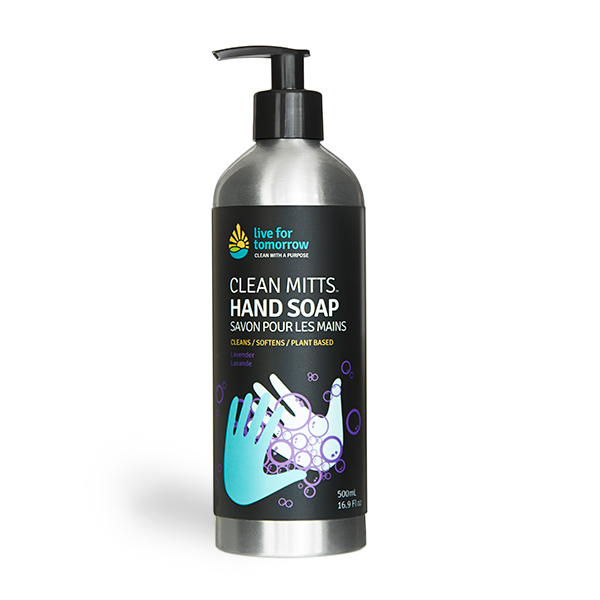 live for
tomorrow
CLEAN WITH A PURPOSE
CLEAN MITTS™
HAND SOAP
SAVON POUR LES MAINS
CLEANS / SOFTENS / PLANT BASED
Lavender
Lavande
500mL
16.9 Fl oz